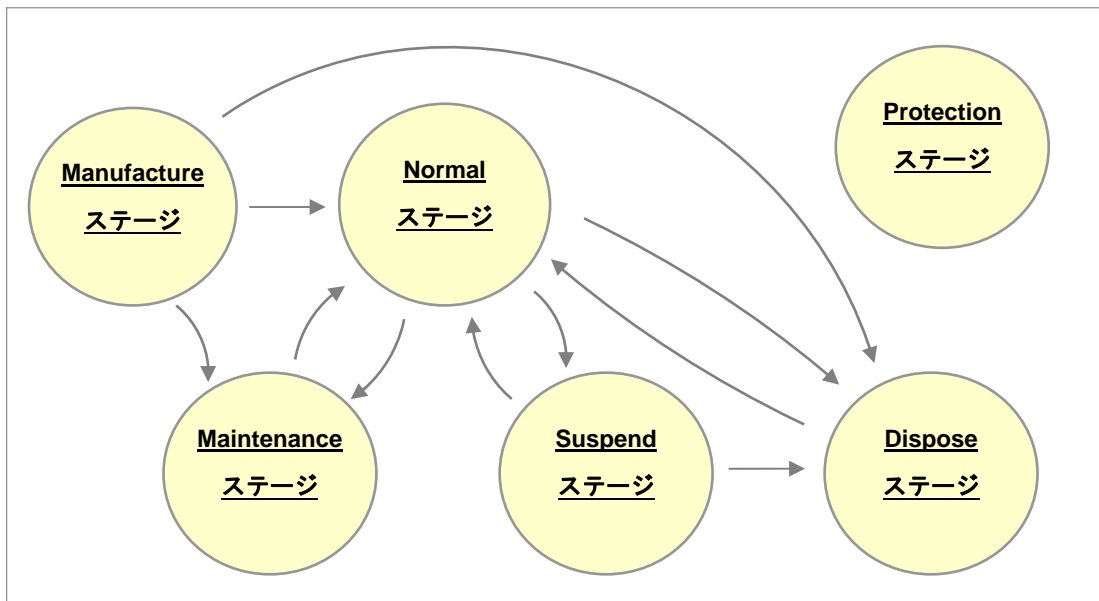 Manufacture
ステージ
Normal
ステージ
Protection
ステージ
Maintenance
ステージ
Suspend
ステージ
Dispose
ステージ